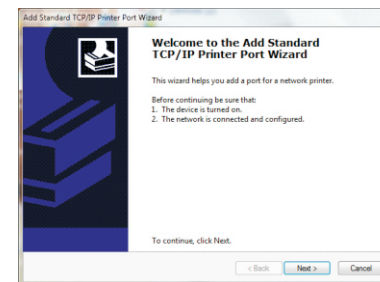 Add Standard TCP/IP Printer Port Wizard
Welcome to the Add Standard
TCP/IP Printer Port Wizard
This wizard helps you add a port for a network printer.
Before continuing be sure that:
1. The device is turned on.
2. The network is connected and configured.
To continue, click Next.
< Back Next > Cancel